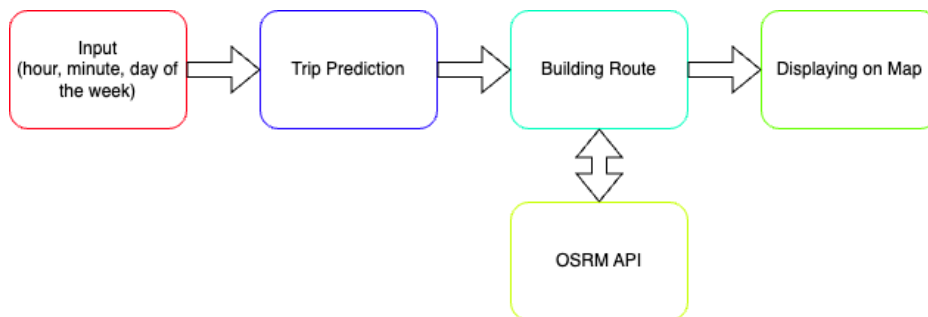 Input
(hour, minute, day of
the week)
Trip Prediction
Building Route
Displaying on Map
OSRM API